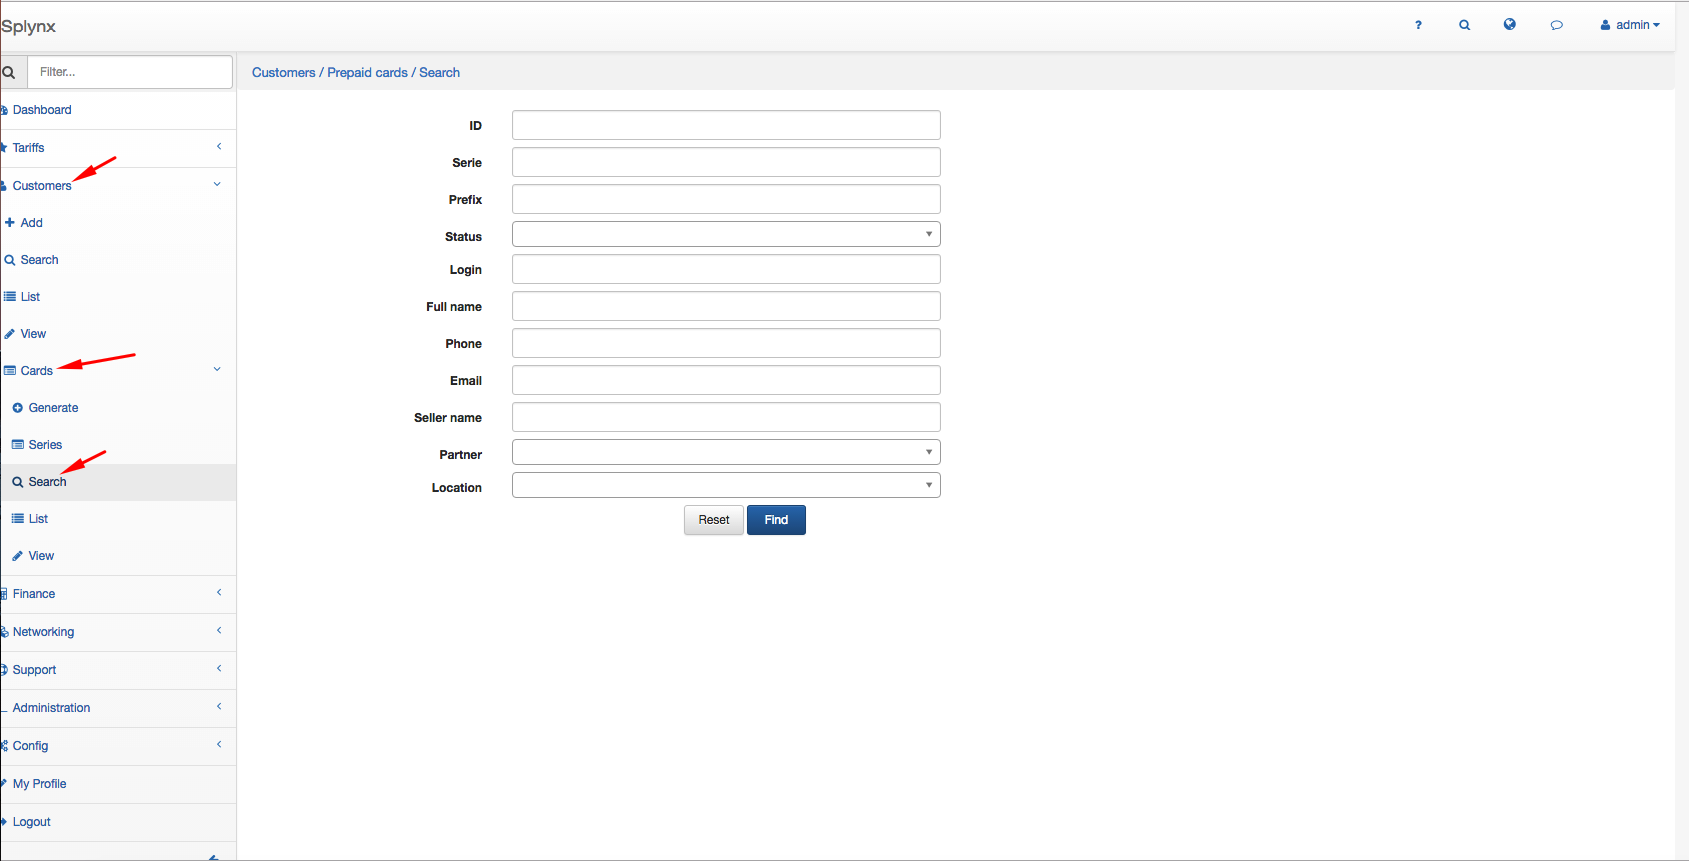 Splynx
?
admin
Filter...
Customers / Prepaid cards / Search
Dashboard
Tariffs
Customers
Add
Search
List
View
Cards
Generate
Series
Search
List
View
Finance
Networking
Support
Administration
Config
My Profile
Logout
ID
Serie
Prefix
Status
Login
Full name
Phone
Email
Seller name
Partner
Location
Reset Find